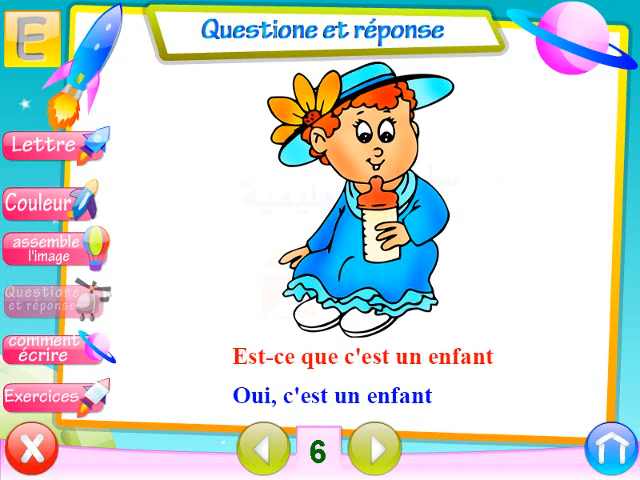 E
Questione et réponse
Lettre
Couleur
assemble
l'image
Questione
et réponse
comment
écrire
Exercices
Est-ce que c'est un enfant
Oui, c'est un enfant
6